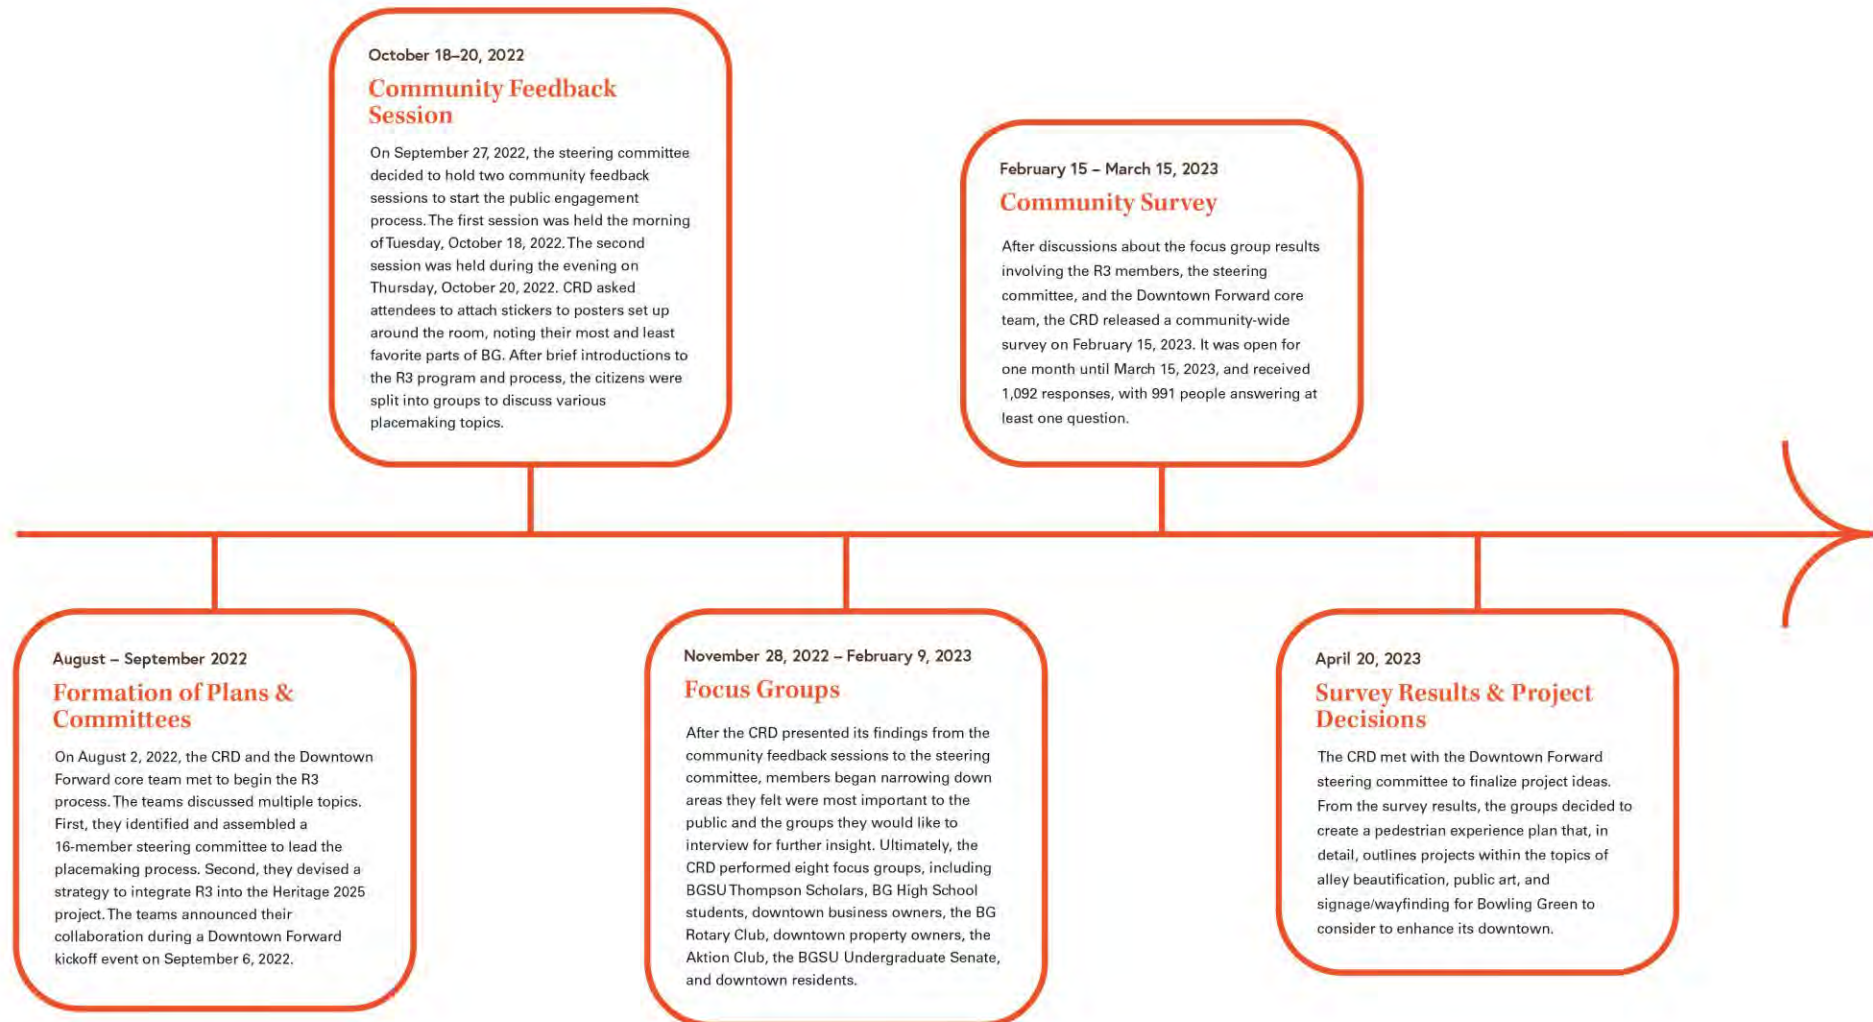 August – September 2022
Formation of Plans &
Committees
On August 2, 2022, the CRD and the Downtown
Forward core team met to begin the R3
process. The teams discussed multiple topics.
First, they identified and assembled a
16-member steering committee to lead the
placemaking process. Second, they devised a
strategy to integrate R3 into the Heritage 2025
project. The teams announced their
collaboration during a Downtown Forward
kickoff event on September 6, 2022.
October 18–20, 2022
Community Feedback
Session
On September 27, 2022, the steering committee
decided to hold two community feedback
sessions to start the public engagement
process. The first session was held the morning
of Tuesday, October 18, 2022. The second
session was held during the evening on
Thursday, October 20, 2022. CRD asked
attendees to attach stickers to posters set up
around the room, noting their most and least
favorite parts of BG. After brief introductions to
the R3 program and process, the citizens were
split into groups to discuss various
placemaking topics.
November 28, 2022 – February 9, 2023
Focus Groups
After the CRD presented its findings from the
community feedback sessions to the steering
committee, members began narrowing down
areas they felt were most important to the
public and the groups they would like to
interview for further insight. Ultimately, the
CRD performed eight focus groups, including
BGSU Thompson Scholars, BG High School
students, downtown business owners, the BG
Rotary Club, downtown property owners, the
Aktion Club, the BGSU Undergraduate Senate,
and downtown residents.
February 15 – March 15, 2023
Community Survey
After discussions about the focus group results
involving the R3 members, the steering
committee, and the Downtown Forward core
team, the CRD released a community-wide
survey on February 15, 2023. It was open for
one month until March 15, 2023, and received
1,092 responses, with 991 people answering at
least one question.
April 20, 2023
Survey Results & Project
Decisions
The CRD met with the Downtown Forward
steering committee to finalize project ideas.
From the survey results, the groups decided to
create a pedestrian experience plan that, in
detail, outlines projects within the topics of
alley beautification, public art, and
signage/wayfinding for Bowling Green to
consider to enhance its downtown.